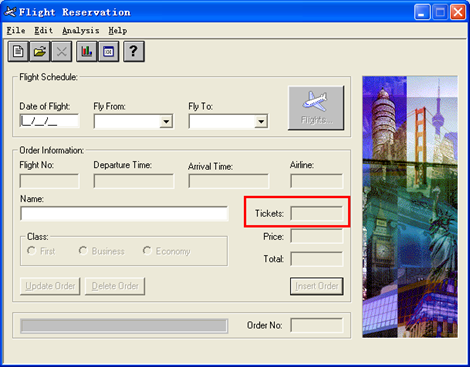 Flight Reservation
File Edit Analysis Help
?
Flight Schedule:
Date of Flight: Fly From: Fly To:
__/__/__
Flights...
Order Information:
Flight No: Departure Time: Arrival Time: Airline:
Name:
Tickets:
Class:
Price:
First Business Economy
Total:
Update Order Delete Order Insert Order
Order No: